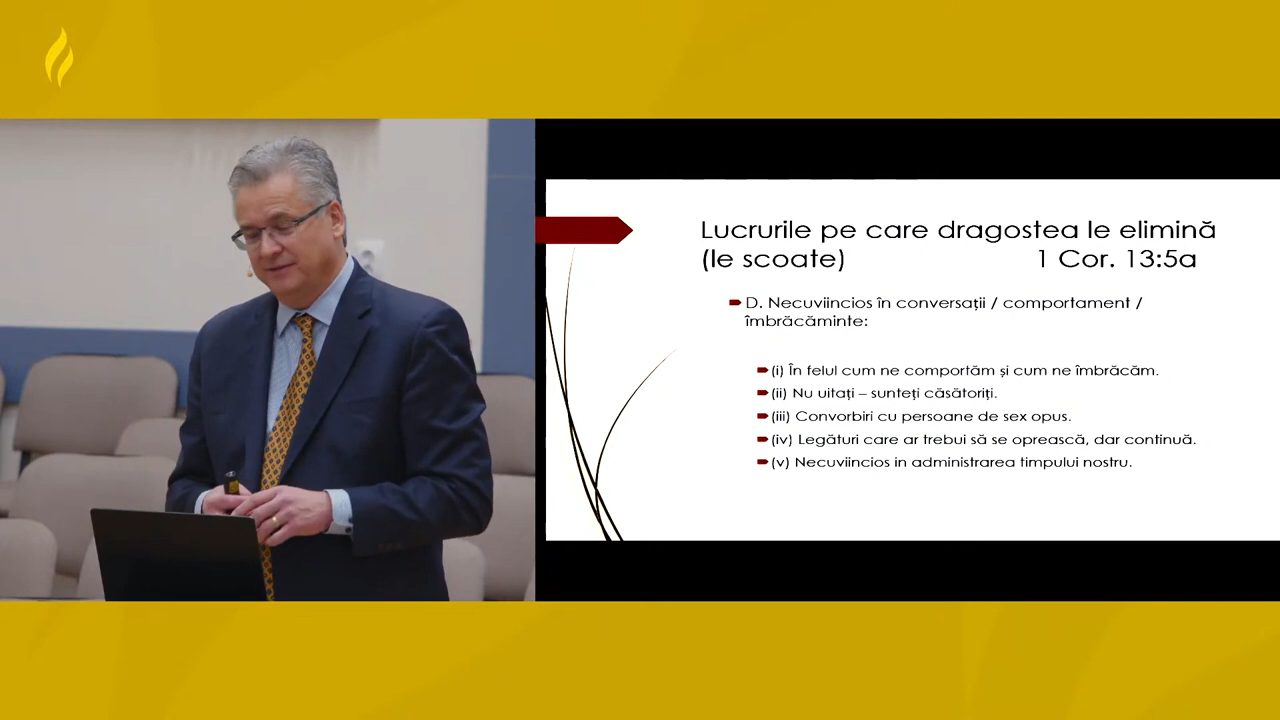 Lucrurile pe care dragostea le elimină
(le scoate) 1 Cor. 13:5a
D. Necuviincios în conversații / comportament /
îmbrăcăminte:
(i) În felul cum ne comportăm și cum ne îmbrăcăm.
(ii) Nu uitați – sunteți căsătoriți.
(iii) Convorbiri cu persoane de sex opus.
(iv) Legături care ar trebui să se oprească, dar continuă.
(v) Necuviincios in administrarea timpului nostru.